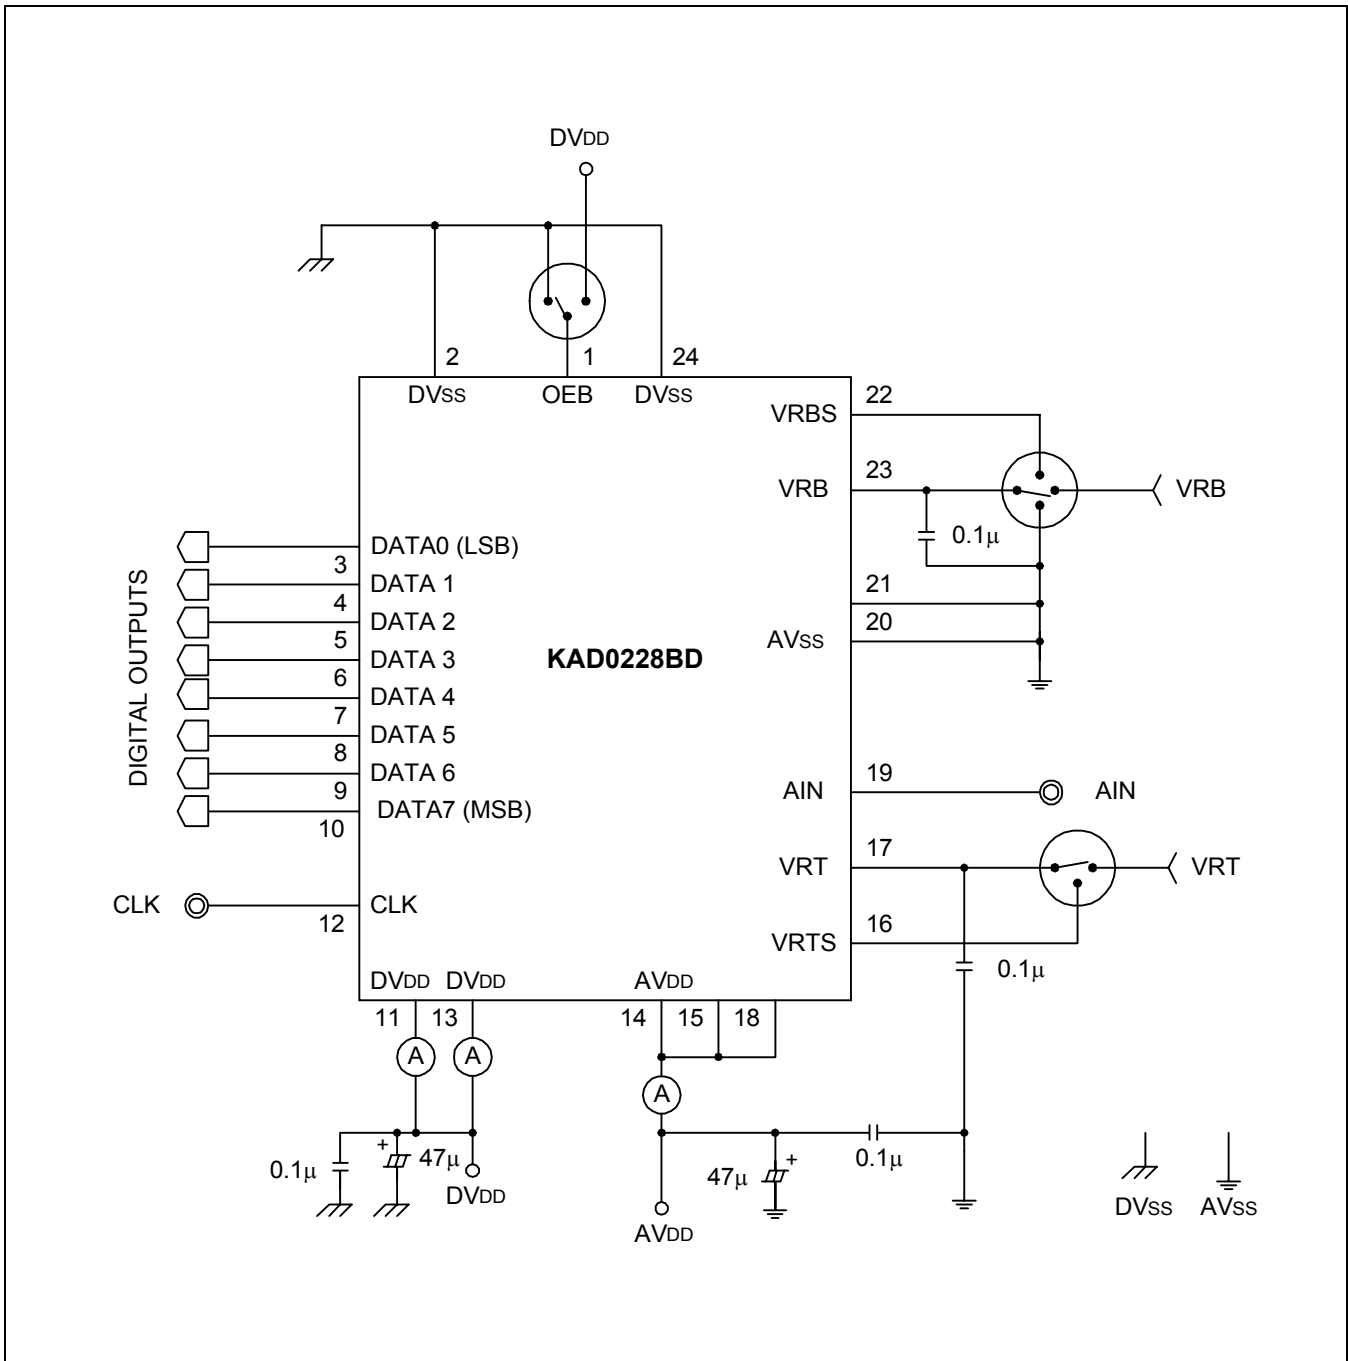 DVDD
2
1
24
DVSS
OEB
DVSS
VRBS
22
VRB
23
VRB
0.1μ
21
20
AVSS
KAD0228BD
DIGITAL OUTPUTS
DATA0 (LSB)
3
DATA 1
4
DATA 2
5
DATA 3
6
DATA 4
7
DATA 5
8
DATA 6
9
DATA7 (MSB)
10
AIN
19
AIN
VRT
17
VRT
CLK
CLK
12
VRTS
16
0.1μ
DVDD
DVDD
AVDD
11
13
14
15
18
A
A
A
0.1μ
+
47μ
DVDD
47μ
+
0.1μ
AVDD
DVSS
AVSS